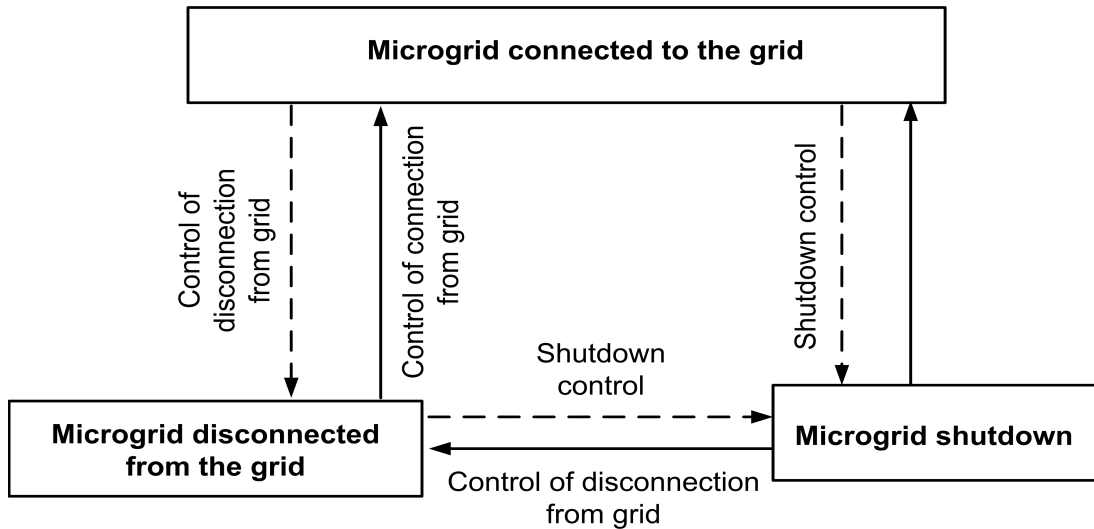 Microgrid connected to the grid
Control of
disconnection
from grid
Control of connection
from grid
Shutdown control
Shutdown
control
Microgrid disconnected
from the grid
Microgrid shutdown
Control of disconnection
from grid